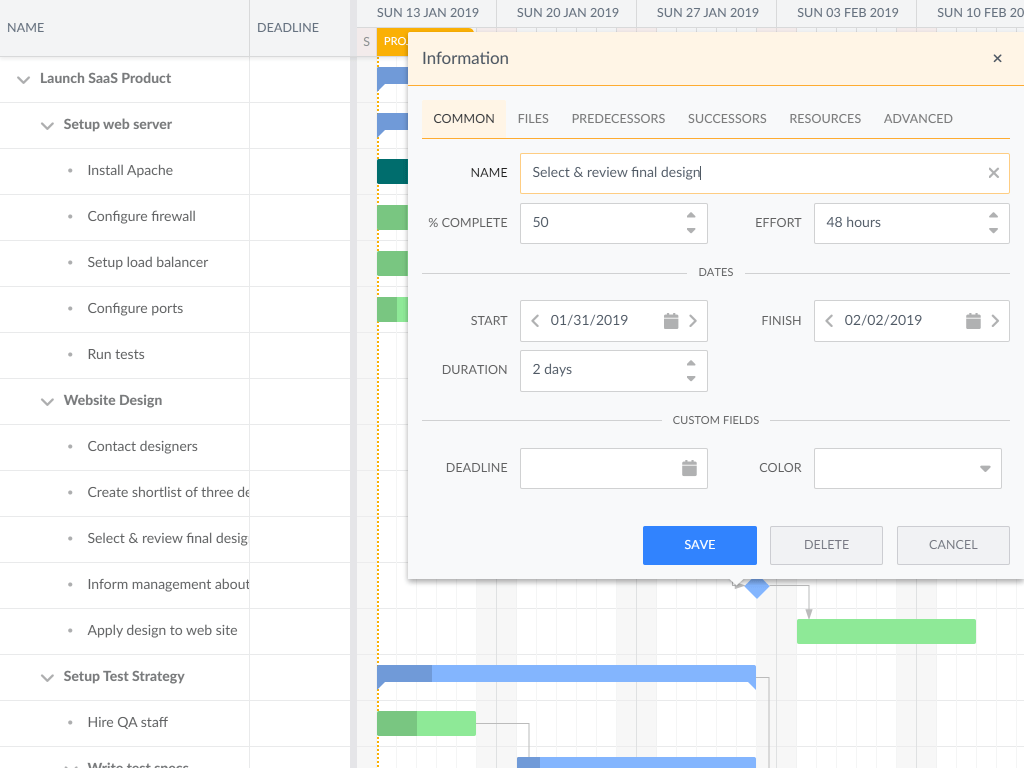 NAME
DEADLINE
SUN 13 JAN 2019
SUN 20 JAN 2019
SUN 27 JAN 2019
SUN 03 FEB 2019
SUN 10 FEB 20
S
PRO
Launch SaaS Product
Setup web server
Install Apache
Configure firewall
Setup load balancer
Configure ports
Run tests
Website Design
Contact designers
Create shortlist of three de
Select & review final desig
Inform management about
Apply design to web site
Setup Test Strategy
Hire QA staff
Write test specs
Information
COMMON
FILES
PREDECESSORS
SUCCESSORS
RESOURCES
ADVANCED
NAME
Select & review final design
% COMPLETE
50
EFFORT
48 hours
DATES
START
01/31/2019
FINISH
02/02/2019
DURATION
2 days
CUSTOM FIELDS
DEADLINE
COLOR
SAVE
DELETE
CANCEL